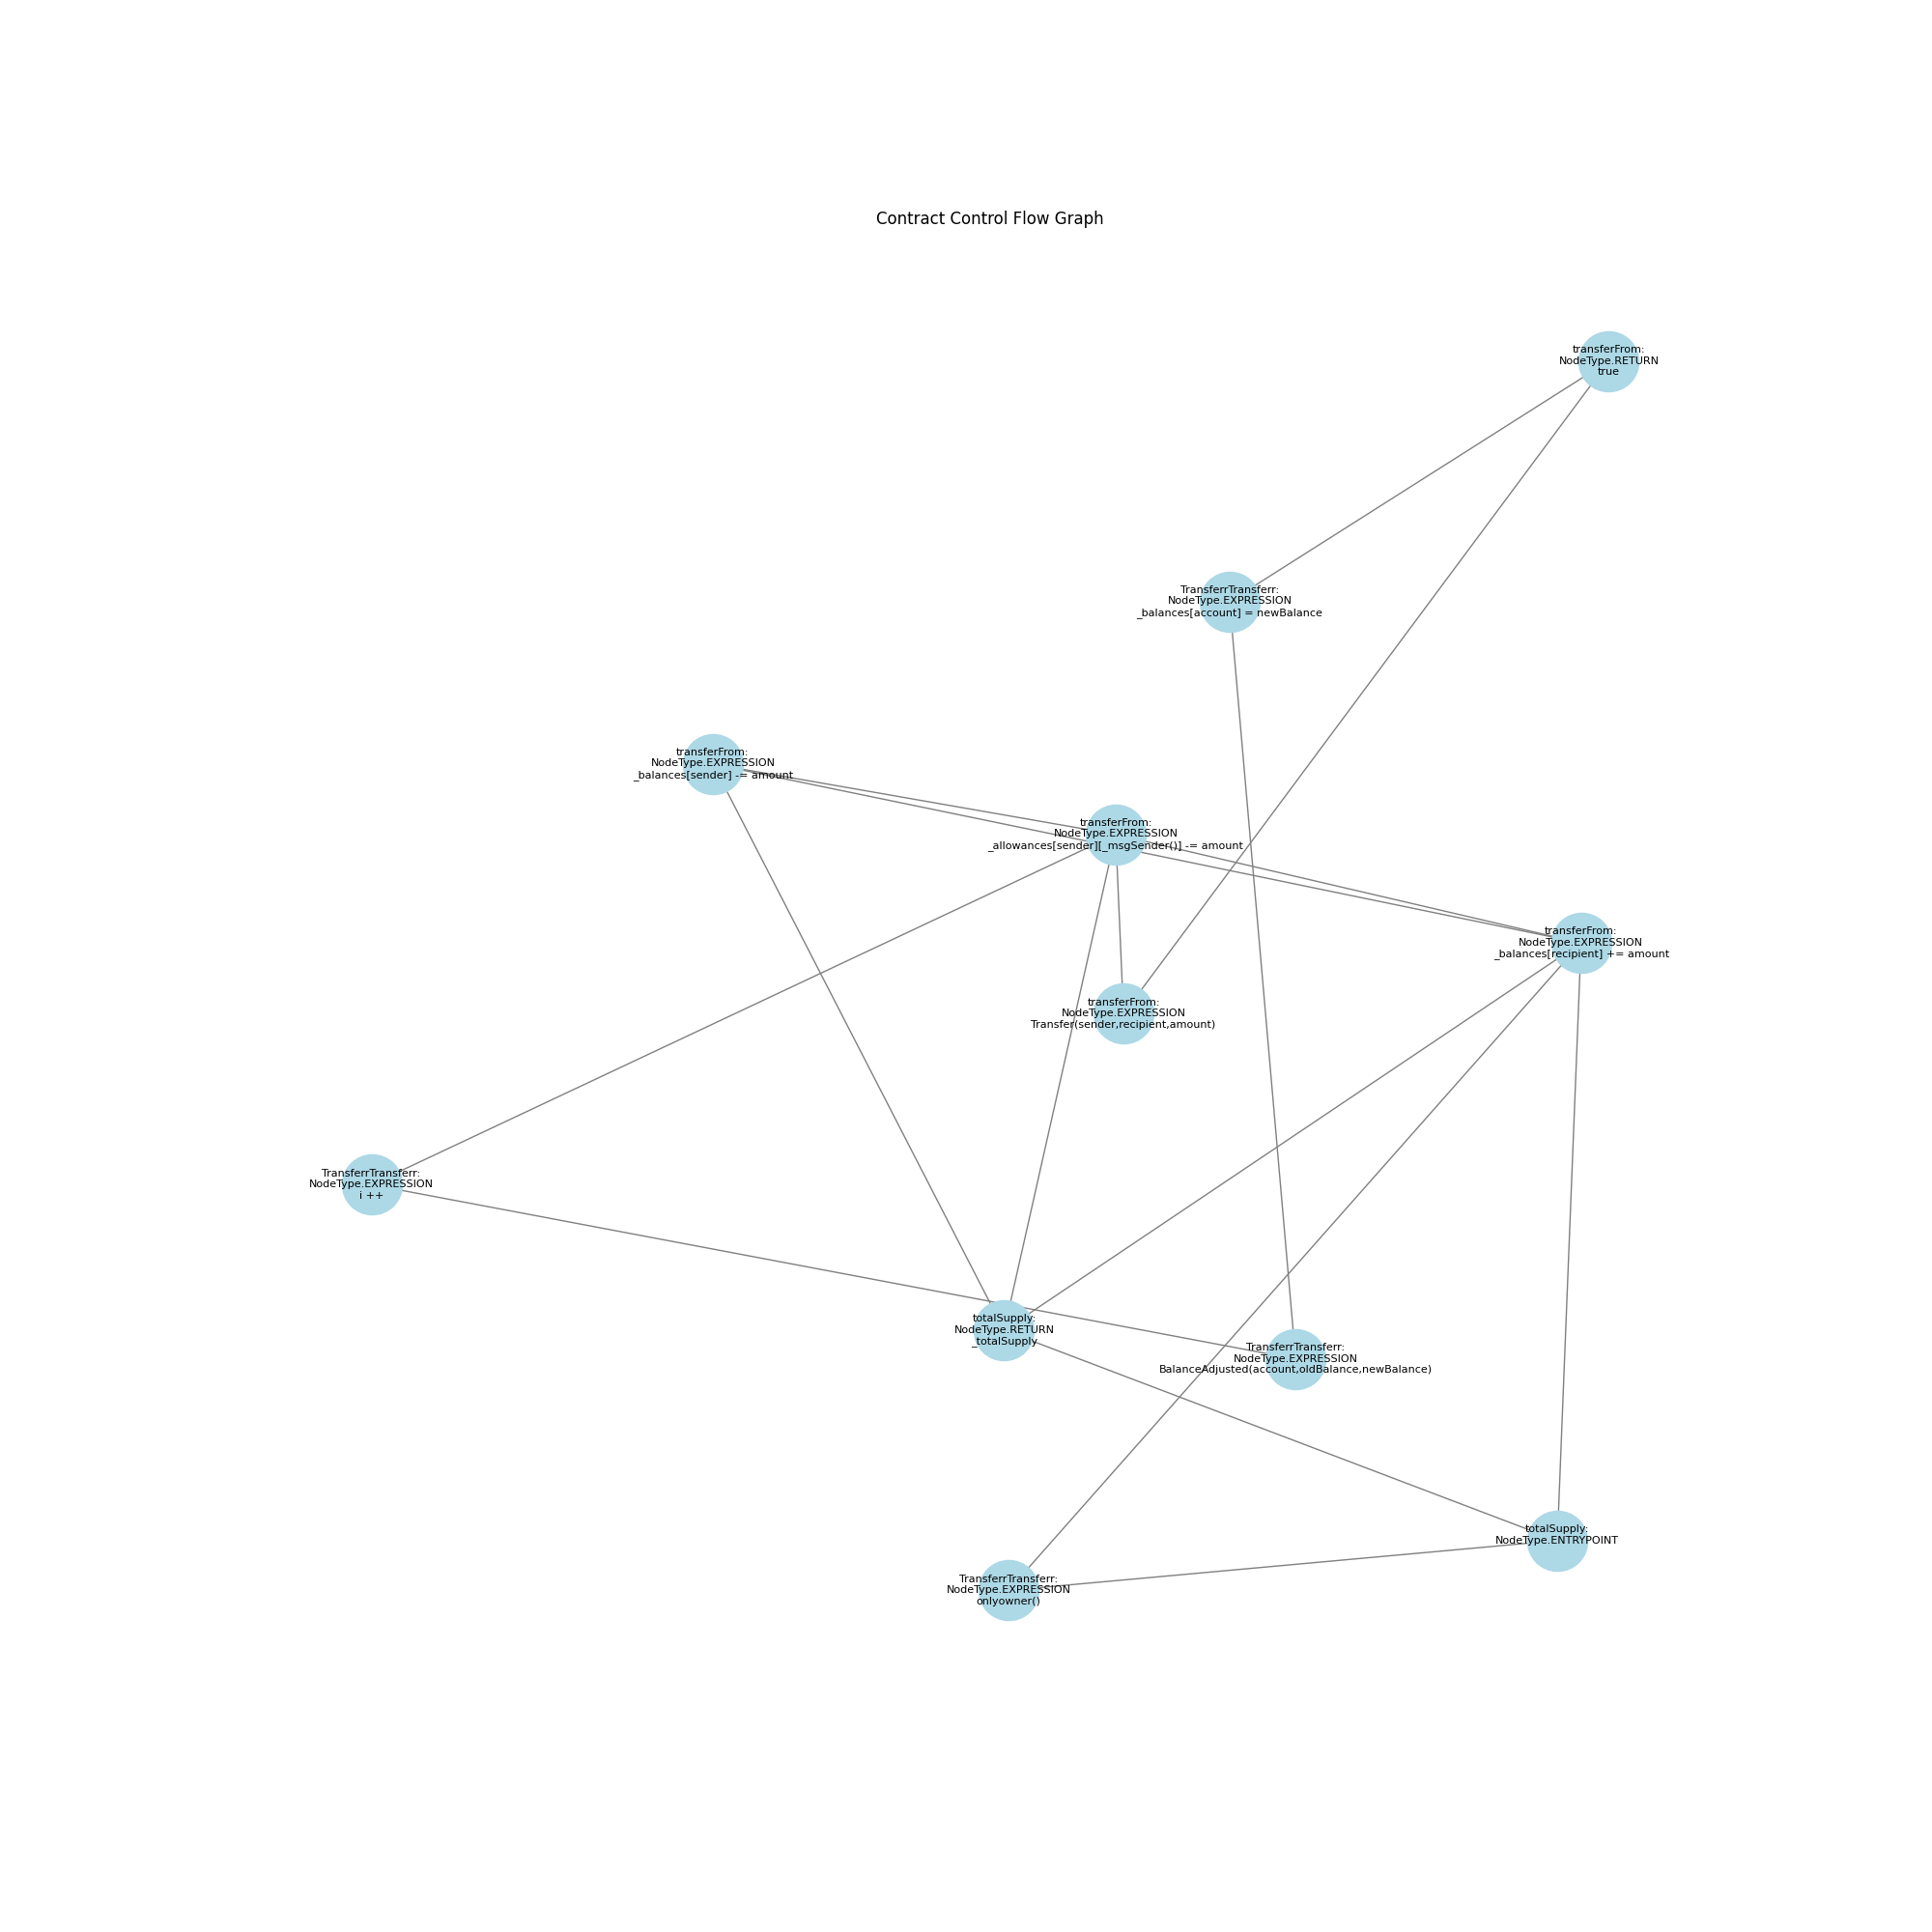 Contract Control Flow Graph
transferFrom:
NodeType.RETURN
true
TransferrTransferr:
NodeType.EXPRESSION
_balances[account] = newBalance
transferFrom:
NodeType.EXPRESSION
_balances[sender] -= amount
transferFrom:
NodeType.EXPRESSION
_allowances[sender][_msgSender()] -= amount
transferFrom:
NodeType.EXPRESSION
_balances[recipient] += amount
transferFrom:
NodeType.EXPRESSION
Transfer(sender,recipient,amount)
TransferrTransferr:
NodeType.EXPRESSION
i ++
totalSupply:
NodeType.RETURN
_totalSupply
TransferrTransferr:
NodeType.EXPRESSION
BalanceAdjusted(account,oldBalance,newBalance)
totalSupply:
NodeType.ENTRYPOINT
TransferrTransferr:
NodeType.EXPRESSION
onlyowner()